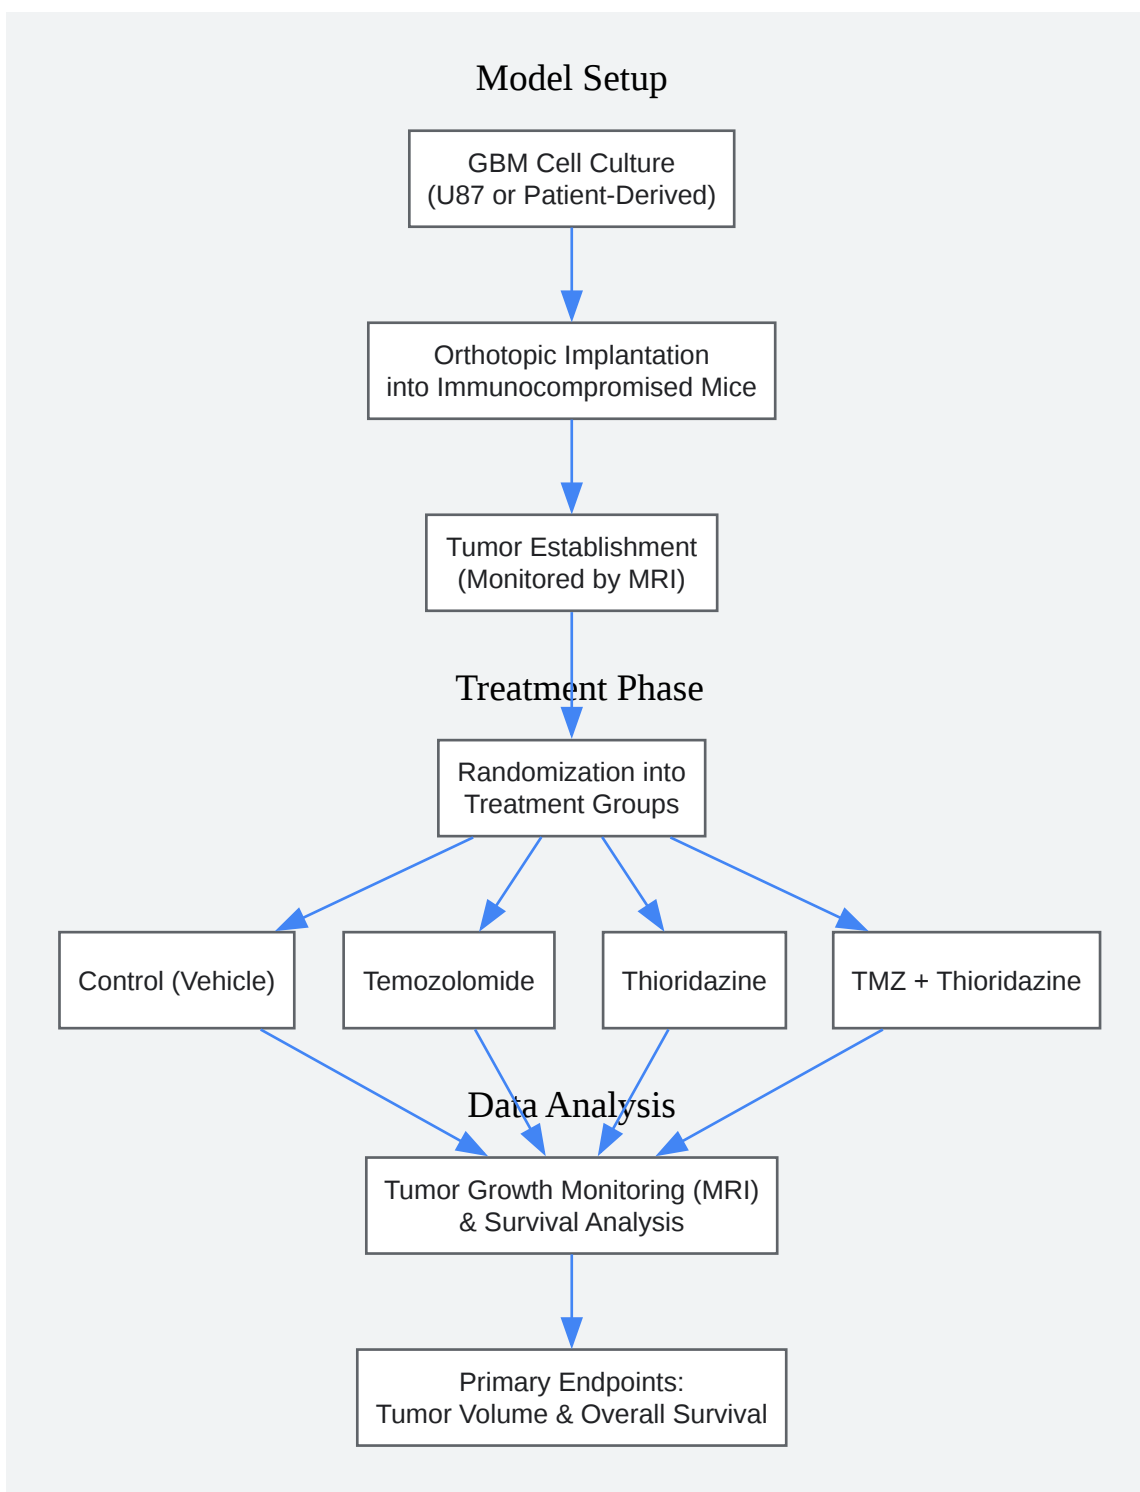 Model Setup
GBM Cell Culture
(U87 or Patient-Derived)
Orthotopic Implantation
into Immunocompromised Mice
Tumor Establishment
(Monitored by MRI)
Treatment Phase
Randomization into
Treatment Groups
Control (Vehicle)
Temozolomide
Thioridazine
TMZ + Thioridazine
Data Analysis
Tumor Growth Monitoring (MRI)
& Survival Analysis
Primary Endpoints:
Tumor Volume & Overall Survival